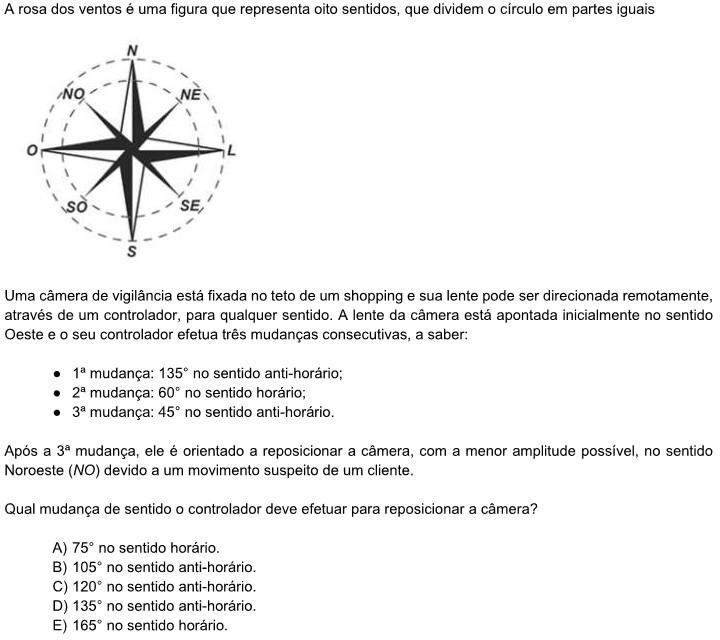 A rosa dos ventos é uma figura que representa oito sentidos, que dividem o círculo em partes iguais
N
NO
NE
O
L
SO
SE
S
Uma câmera de vigilância está fixada no teto de um shopping e sua lente pode ser direcionada remotamente,
através de um controlador, para qualquer sentido. A lente da câmera está apontada inicialmente no sentido
Oeste e o seu controlador efetua três mudanças consecutivas, a saber:
● 1ª mudança: 135° no sentido anti-horário;
● 2ª mudança: 60° no sentido horário;
● 3ª mudança: 45° no sentido anti-horário.
Após a 3ª mudança, ele é orientado a reposicionar a câmera, com a menor amplitude possível, no sentido
Noroeste (NO) devido a um movimento suspeito de um cliente.
Qual mudança de sentido o controlador deve efetuar para reposicionar a câmera?
A) 75° no sentido horário.
B) 105° no sentido anti-horário.
C) 120° no sentido anti-horário.
D) 135° no sentido anti-horário.
E) 165° no sentido horário.